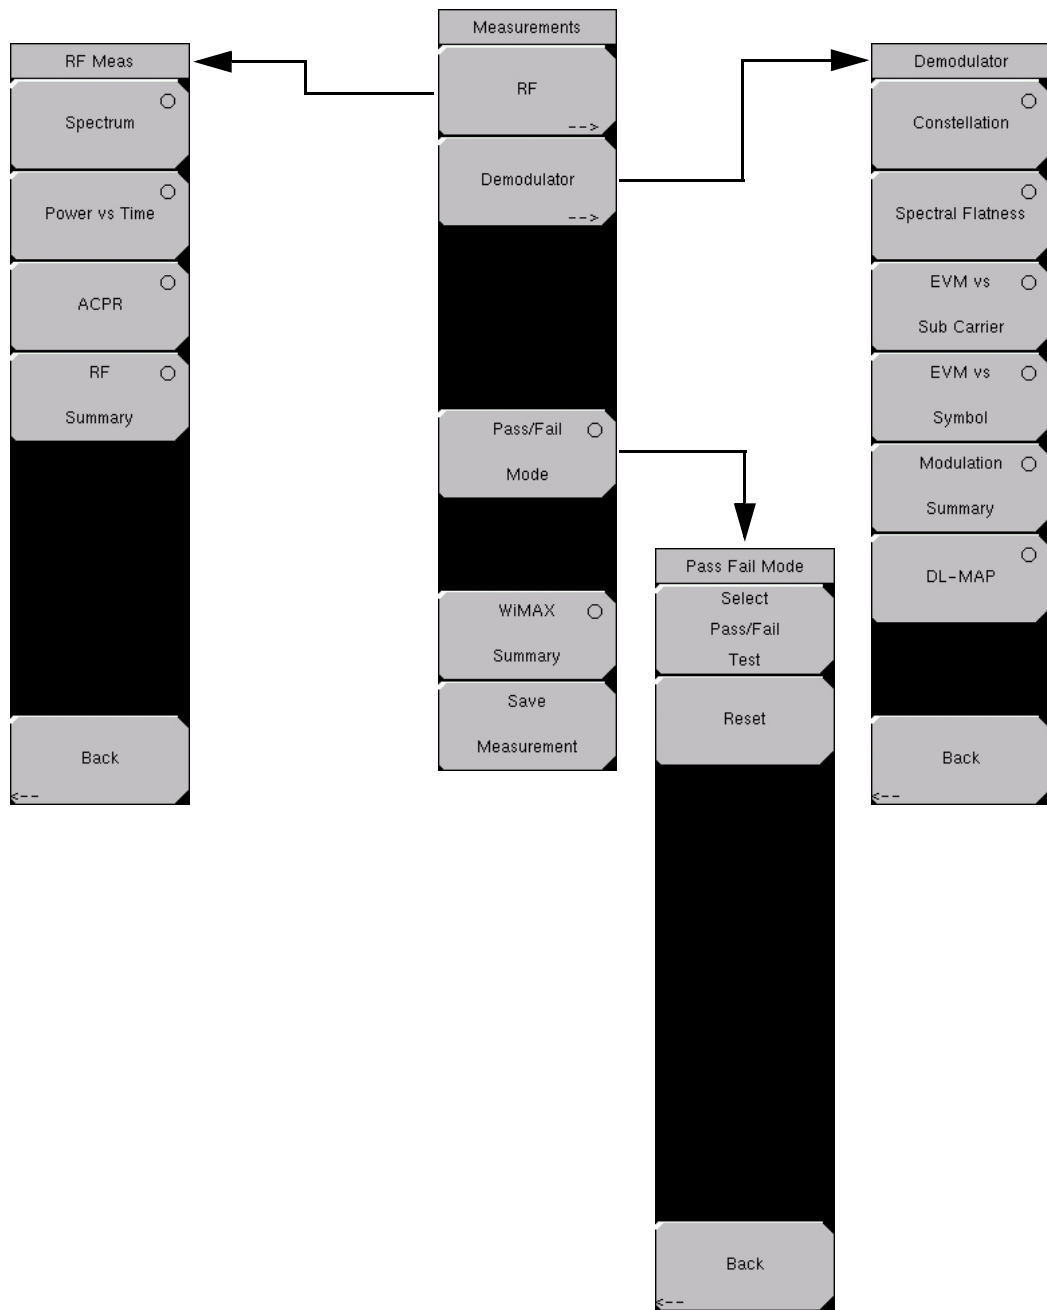 RF Meas
Spectrum
Power vs Time
ACPR
RF
Summary
Back
<--
Measurements
RF
-->
Demodulator
-->
Pass/Fail
Mode
WiMAX
Summary
Save
Measurement
Pass Fail Mode
Select
Pass/Fail
Test
Reset
Back
<--
Demodulator
Constellation
Spectral Flatness
EVM vs
Sub Carrier
EVM vs
Symbol
Modulation
Summary
DL-MAP
Back
<--